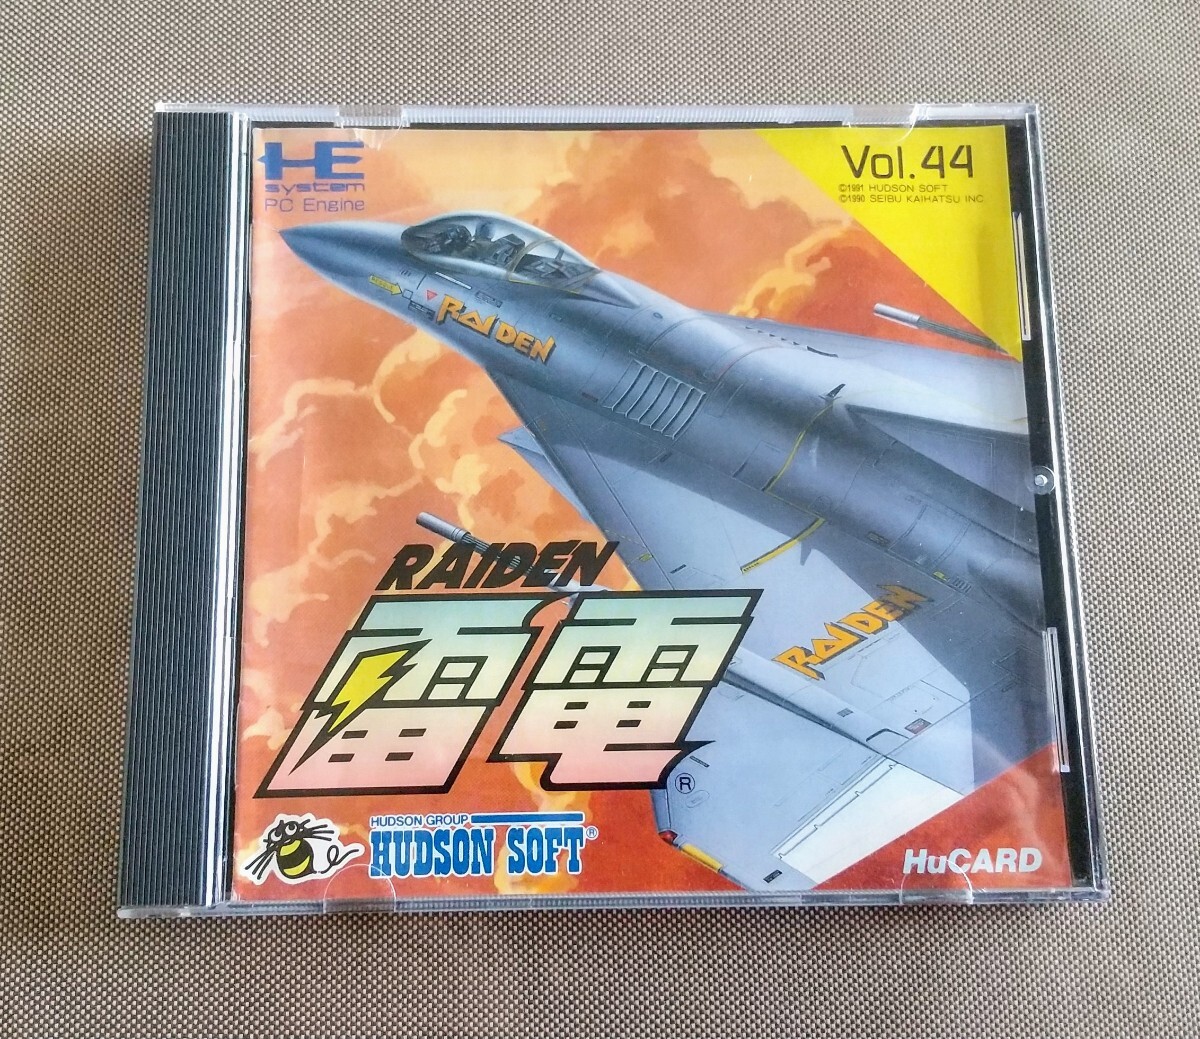 HE
system
PC Engine
Vol.44
©1991 HUDSON SOFT
©1990 SEIBU KAIHATSU INC.
RAIDEN
RAIDEN
RAIDEN
雷電®
HUDSON GROUP
HUDSON SOFT®
HuCARD